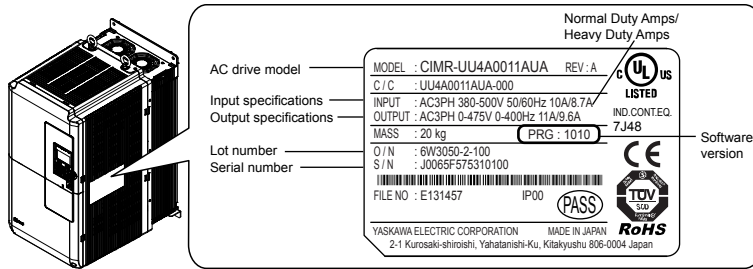 Normal Duty Amps/
Heavy Duty Amps
AC drive model
MODEL : CIMR-UU4A0011AUA REV : A
C / C : UU4A0011AUA-000
Input specifications
INPUT : AC3PH 380-500V 50/60Hz 10A/8.7A
Output specifications
OUTPUT : AC3PH 0-475V 0-400Hz 11A/9.6A
MASS : 20 kg PRG : 1010
Software
version
Lot number
O / N : 6W3050-2-100
Serial number
S / N : J0065F575310100
FILE NO : E131457 IP00
PASS
YASKAWA ELECTRIC CORPORATION MADE IN JAPAN
2-1 Kurosaki-shiroishi, Yahatanishi-Ku, Kitakyushu 806-0004 Japan
C UL US
LISTED
IND.CONT.EQ.
7J48
CE
TÜV
RoHS